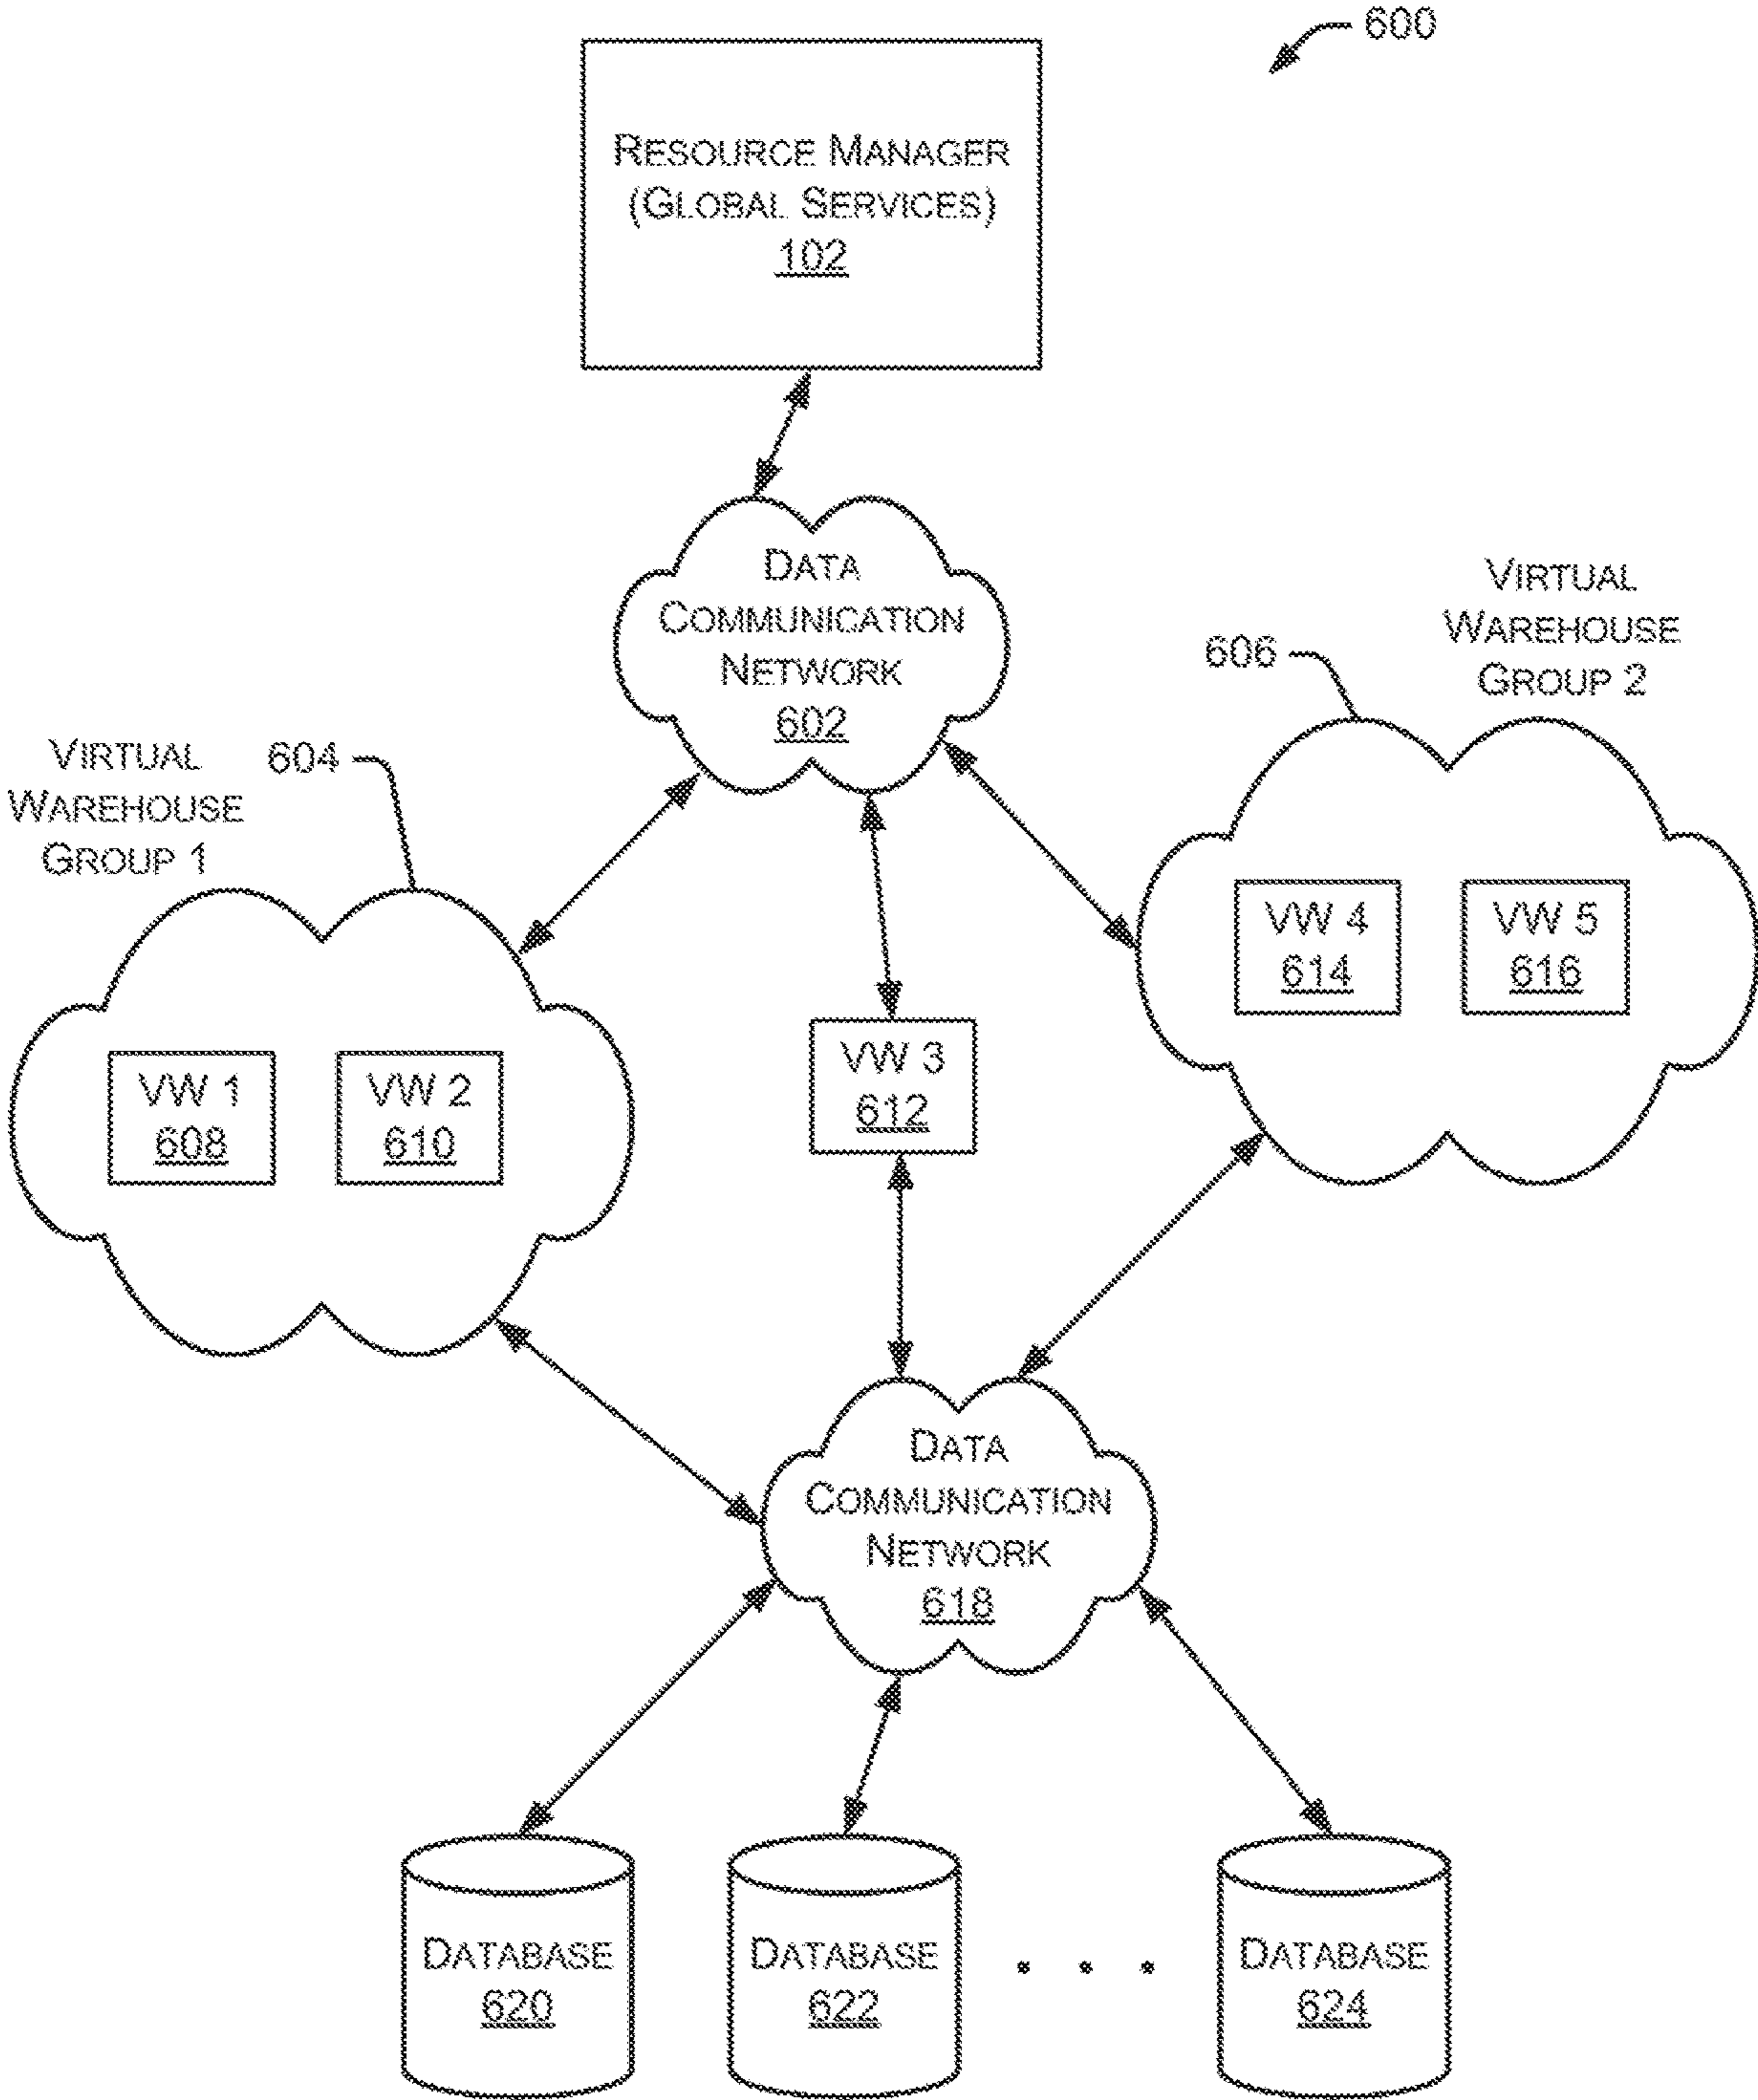 600
RESOURCE MANAGER
(GLOBAL SERVICES)
102
DATA
COMMUNICATION
NETWORK
602
VIRTUAL
WAREHOUSE
GROUP 2
606
VIRTUAL
WAREHOUSE
GROUP 1
604
VW 4
614
VW 5
616
VW 3
612
VW 1
608
VW 2
610
DATA
COMMUNICATION
NETWORK
618
DATABASE
620
DATABASE
622
. . .
DATABASE
624